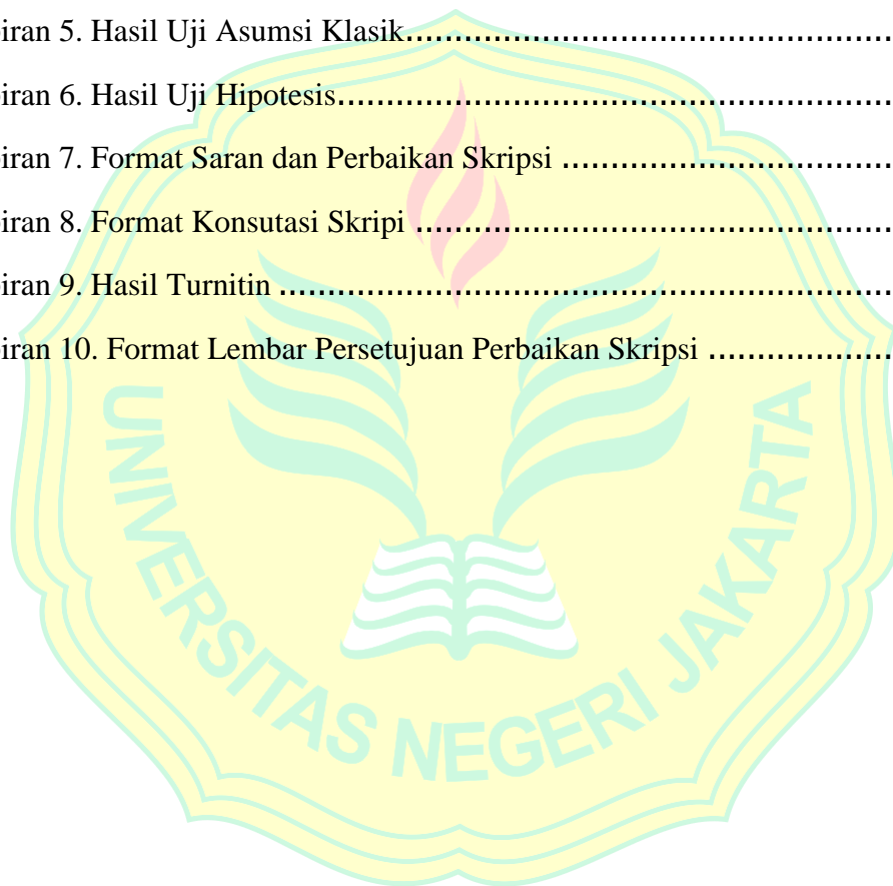 iran 5. Hasil Uji Asumsi Klasik......................................................
iran 6. Hasil Uji Hipotesis..............................................................
iran 7. Format Saran dan Perbaikan Skripsi ....................................
iran 8. Format Konsutasi Skripi ....................................................
iran 9. Hasil Turnitin .....................................................................
iran 10. Format Lembar Persetujuan Perbaikan Skripsi ...................
UNIVERSITAS NEGERI JAKARTA